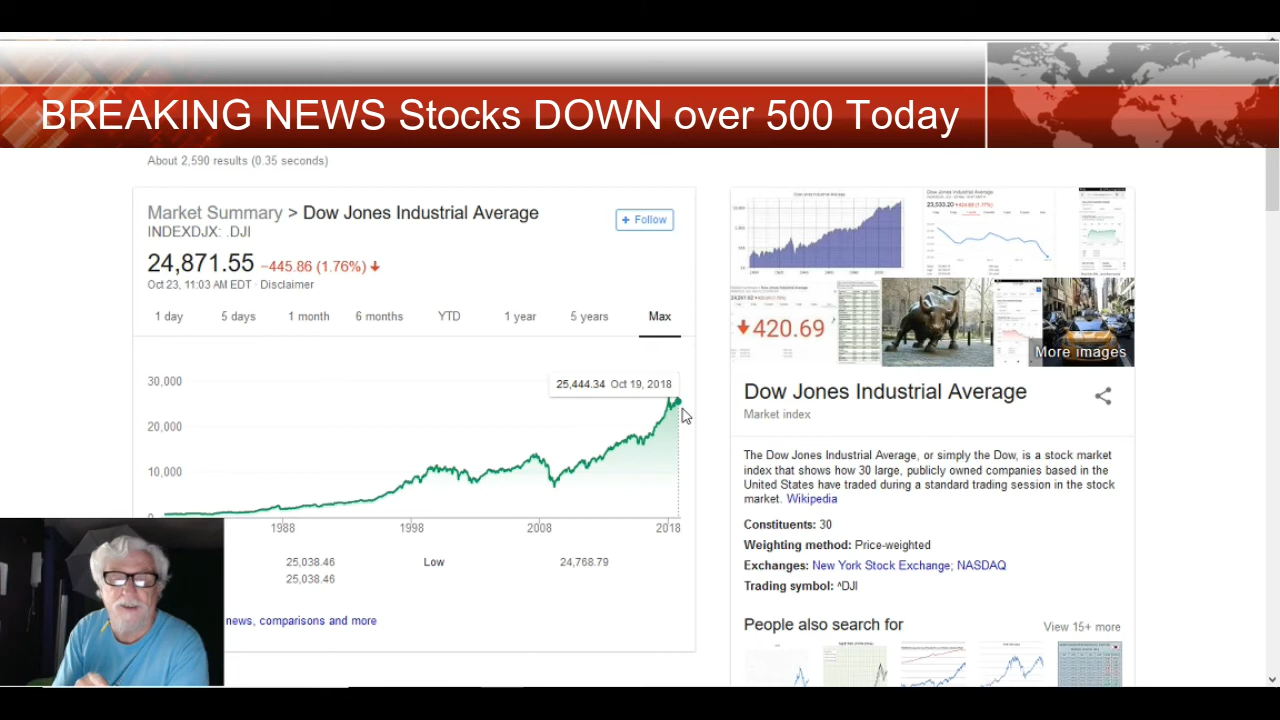 BREAKING NEWS Stocks DOWN over 500 Today
About 2,590 results (0.35 seconds)
Market Summary > Dow Jones Industrial Average
INDEXDJX: .DJI
+ Follow
24,871.55 −445.86 (1.76%)
Oct 23, 11:03 AM EDT · Disclaimer
1 day 5 days 1 month 6 months YTD 1 year 5 years Max
25,444.34 Oct 19, 2018
30,000
20,000
10,000
0
1988 1998 2008 2018
25,038.46 Low 24,768.79
25,038.46
news, comparisons and more
Dow Jones Industrial Average
23,533.20
420.69
More images
Dow Jones Industrial Average
Market index
The Dow Jones Industrial Average, or simply the Dow, is a stock market
index that shows how 30 large, publicly owned companies based in the
United States have traded during a standard trading session in the stock
market. Wikipedia
Constituents: 30
Weighting method: Price-weighted
Exchanges: New York Stock Exchange; NASDAQ
Trading symbol: ^DJI
People also search for
View 15+ more